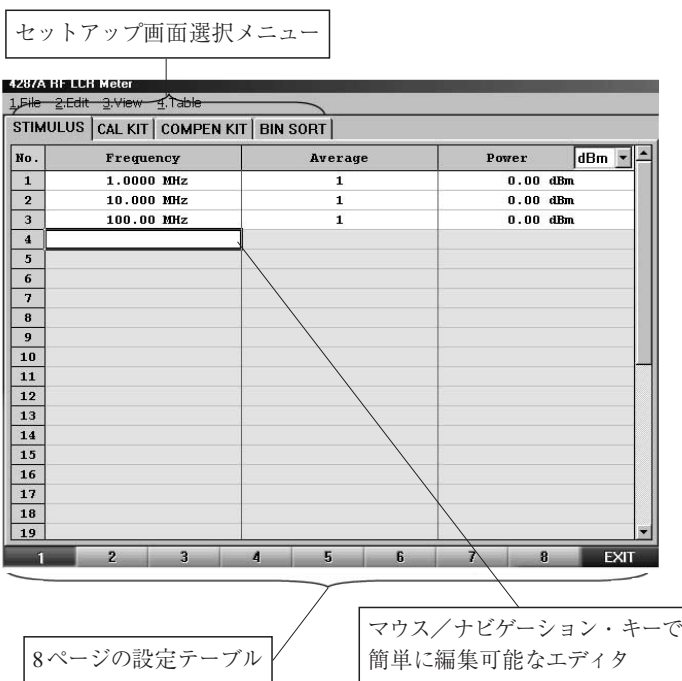 セットアップ画面選択メニュー
4287A RF LCR Meter
1.File 2:Edit 3:View 4.Table
STIMULUS CAL KIT COMPEN KIT BIN SORT
No. Frequency Average Power dBm
1 1.0000 MHz 1 0.00 dBm
2 10.000 MHz 1 0.00 dBm
3 100.00 MHz 1 0.00 dBm
4
5
6
7
8
9
10
11
12
13
14
15
16
17
18
19
1 2 3 4 5 6 7 8 EXIT
8ページの設定テーブル
マウス／ナビゲーション・キーで
簡単に編集可能なエディタ